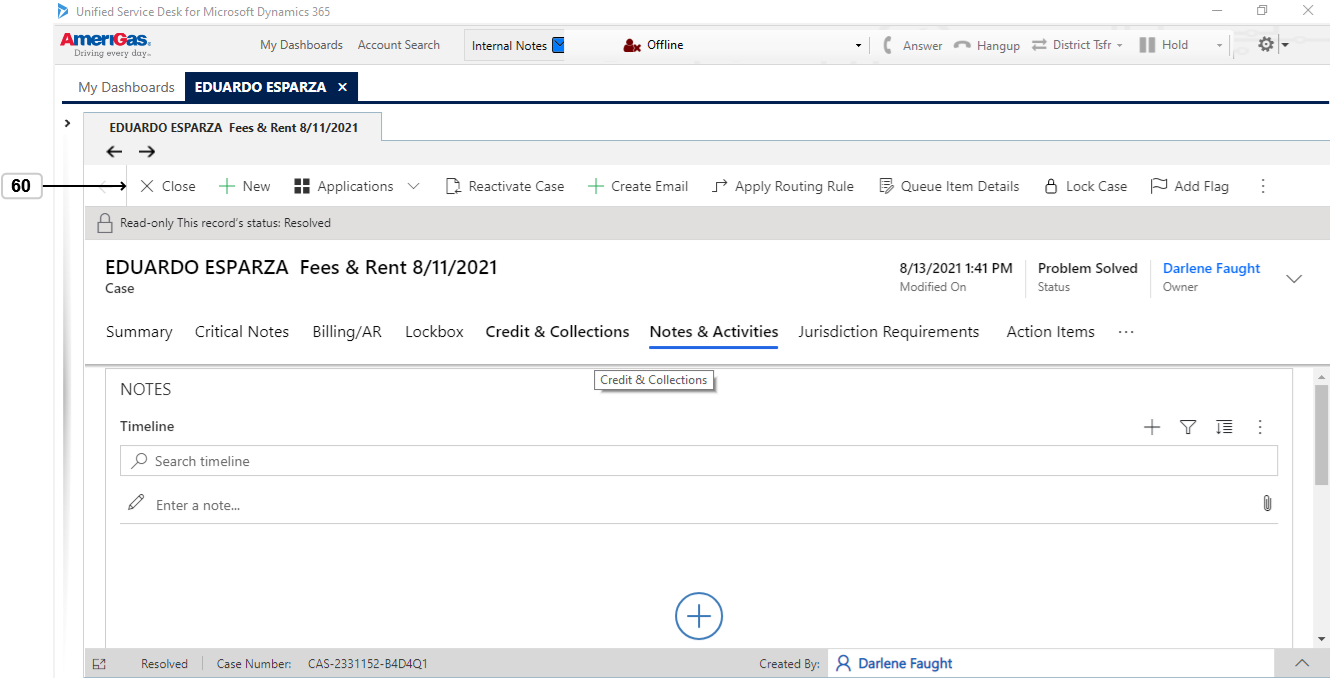 Unified Service Desk for Microsoft Dynamics 365
AmeriGas.
Driving every day..
My Dashboards Account Search Internal Notes Offline Answer Hangup District Tsfr Hold
My Dashboards EDUARDO ESPARZA ×
EDUARDO ESPARZA Fees & Rent 8/11/2021
60 Close New Applications Reactivate Case Create Email Apply Routing Rule Queue Item Details Lock Case Add Flag
Read-only This record's status: Resolved
EDUARDO ESPARZA Fees & Rent 8/11/2021
Case
8/13/2021 1:41 PM Problem Solved Darlene Faught
Modified On Status Owner
Summary Critical Notes Billing/AR Lockbox Credit & Collections Notes & Activities Jurisdiction Requirements Action Items ...
Credit & Collections
NOTES
Timeline
Search timeline
Enter a note...
Resolved Case Number: CAS-2331152-B4D4Q1 Created By: Darlene Faught